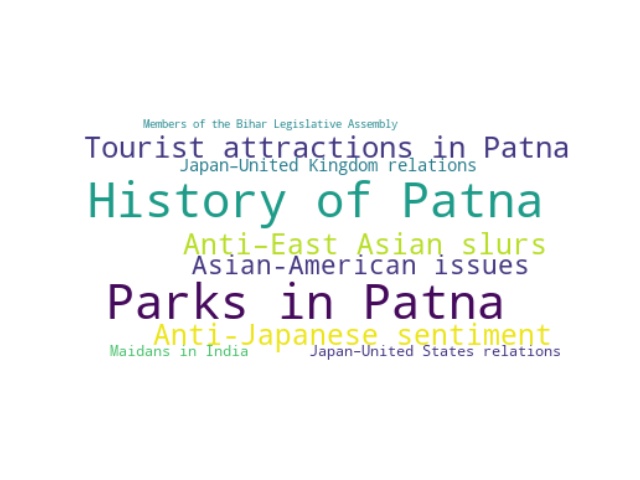 Members of the Bihar Legislative Assembly
Tourist attractions in Patna
Japan–United Kingdom relations
History of Patna
Anti–East Asian slurs
Asian-American issues
Parks in Patna
Anti-Japanese sentiment
Maidans in India
Japan–United States relations